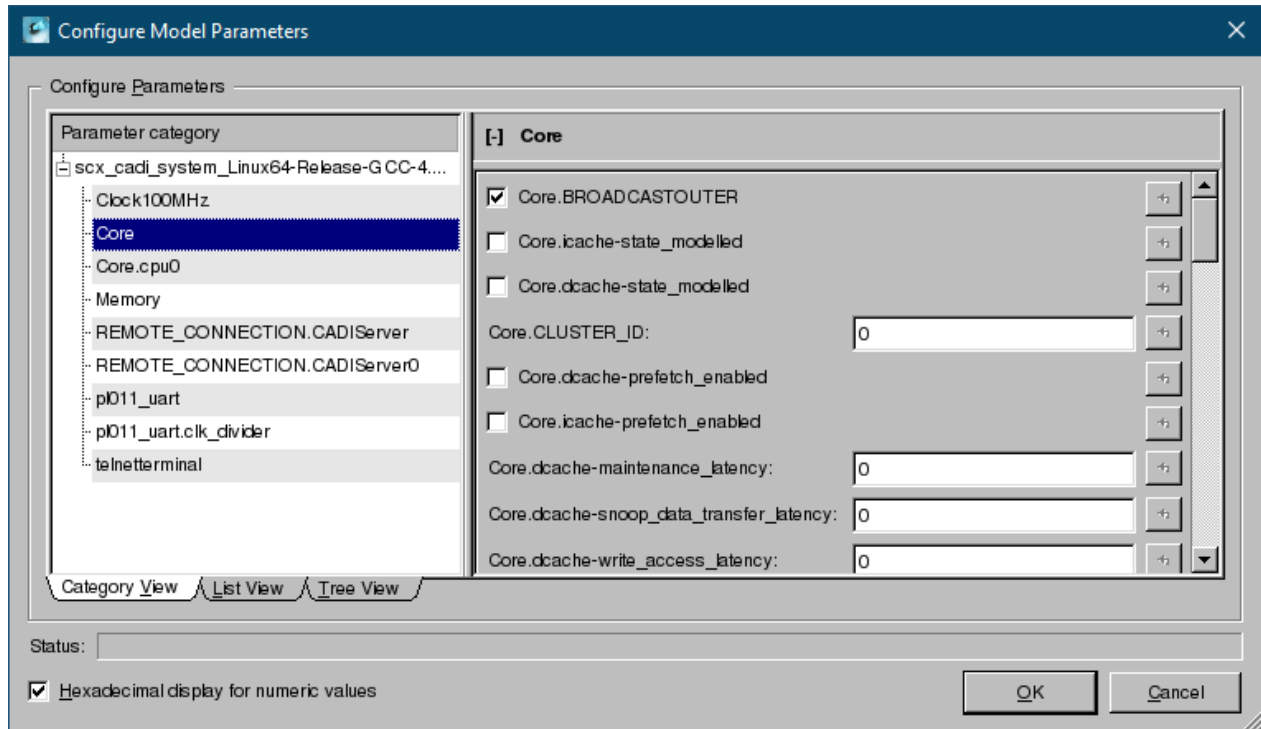 Configure Model Parameters
Configure Parameters
Parameter category
scx_cadi_system_Linux64-Release-GCC-4....
Clock100MHz
Core
Core.cpu0
Memory
REMOTE_CONNECTION.CADIServer
REMOTE_CONNECTION.CADIServer0
pl011_uart
pl011_uart.clk_divider
telnetterminal
[-] Core
Core.BROADCASTOUTER
Core.icache-state_modelled
Core.dcache-state_modelled
Core.CLUSTER_ID: 0
Core.dcache-prefetch_enabled
Core.icache-prefetch_enabled
Core.dcache-maintenance_latency: 0
Core.dcache-snoop_data_transfer_latency: 0
Core.dcache-write_access_latency: 0
Category View List View Tree View
Status:
Hexadecimal display for numeric values
OK Cancel